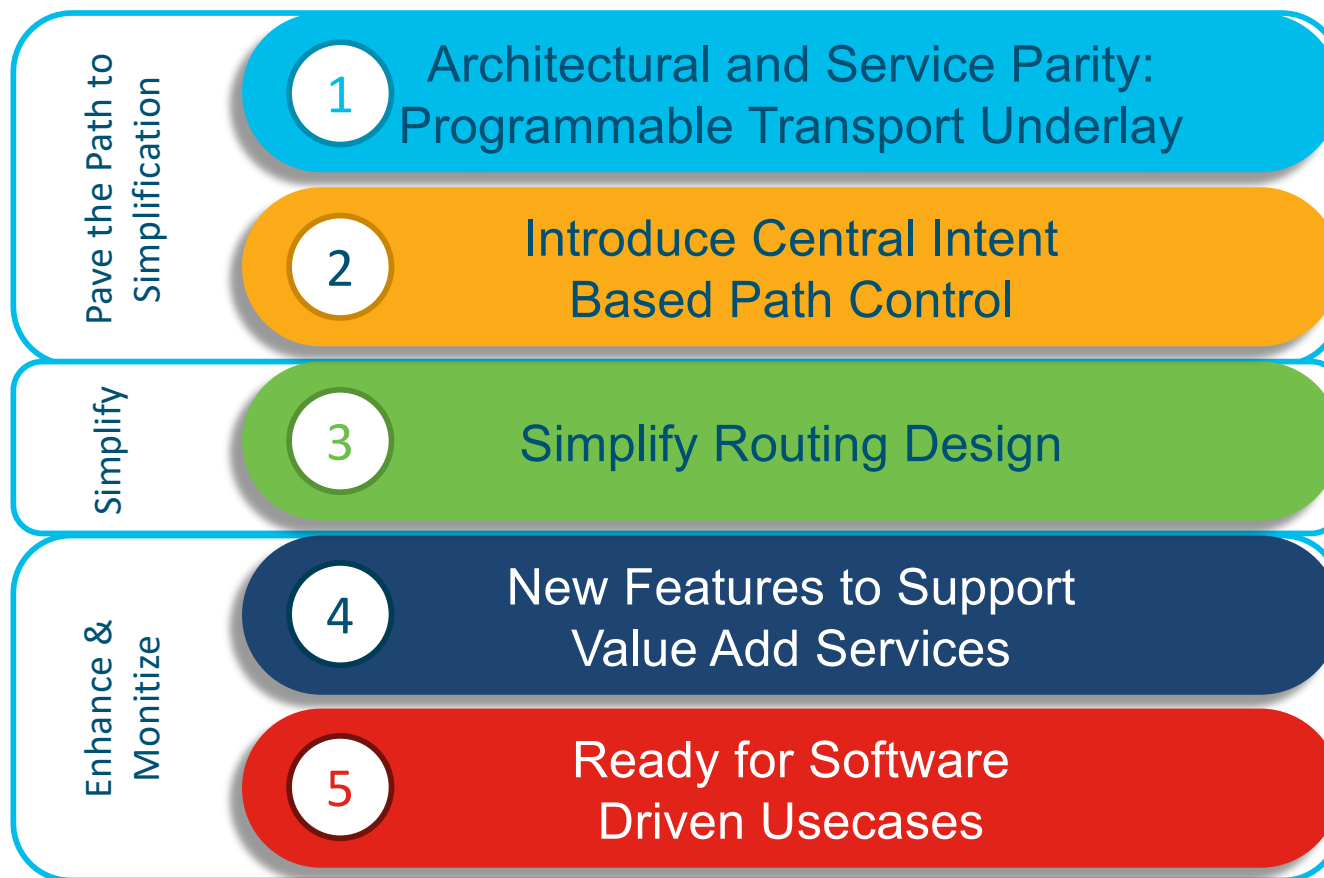 Pave the Path to
Simplification
1
Architectural and Service Parity:
Programmable Transport Underlay
2
Introduce Central Intent
Based Path Control
Simplify
3
Simplify Routing Design
Enhance &
Monitize
4
New Features to Support
Value Add Services
5
Ready for Software
Driven Usecases